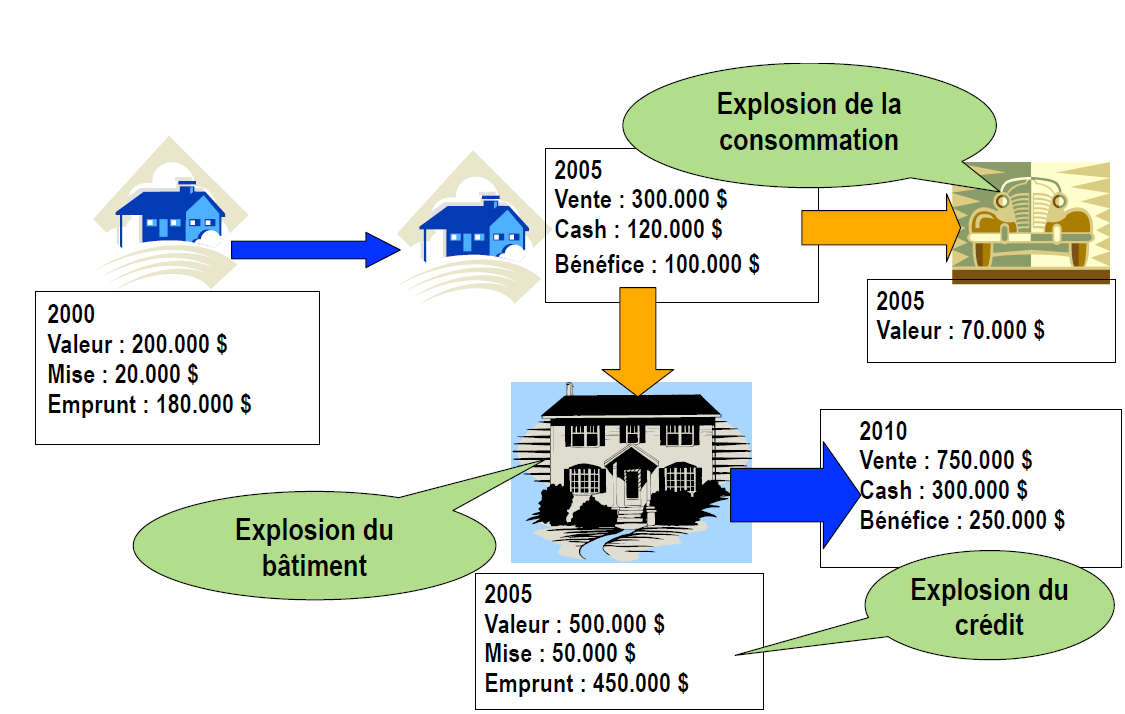 Explosion de la
consommation
2005
Vente : 300.000 $
Cash : 120.000 $
Bénéfice : 100.000 $
2005
Valeur : 70.000 $
2000
Valeur : 200.000 $
Mise : 20.000 $
Emprunt : 180.000 $
2010
Vente : 750.000 $
Cash : 300.000 $
Bénéfice : 250.000 $
Explosion du
bâtiment
Explosion du
crédit
2005
Valeur : 500.000 $
Mise : 50.000 $
Emprunt : 450.000 $